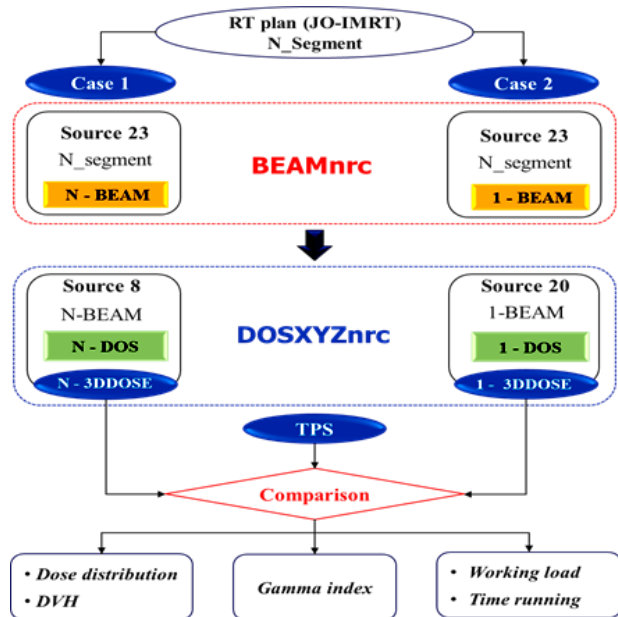 RT plan (JO-IMRT)
N_Segment
Case 1
Case 2
Source 23
N_segment
N - BEAM
BEAMnrc
Source 23
N_segment
1 - BEAM
Source 8
N-BEAM
N - DOS
N - 3DDOSE
DOSXYZnrc
Source 20
1-BEAM
1 - DOS
1 - 3DDOSE
TPS
Comparison
• Dose distribution
• DVH
Gamma index
• Working load
• Time running